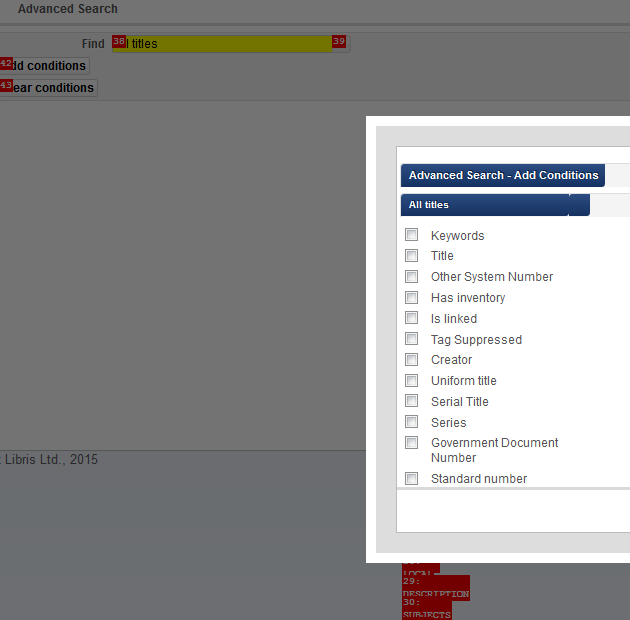 Advanced Search
Find 38 l titles 39
42 dd conditions
43 ear conditions
Advanced Search - Add Conditions
All titles
Keywords
Title
Other System Number
Has inventory
Is linked
Tag Suppressed
Creator
Uniform title
Serial Title
Series
Government Document
Number
Standard number
Libris Ltd., 2015
LOCAL
29:
DESCRIPTION
30:
SUBJECTS